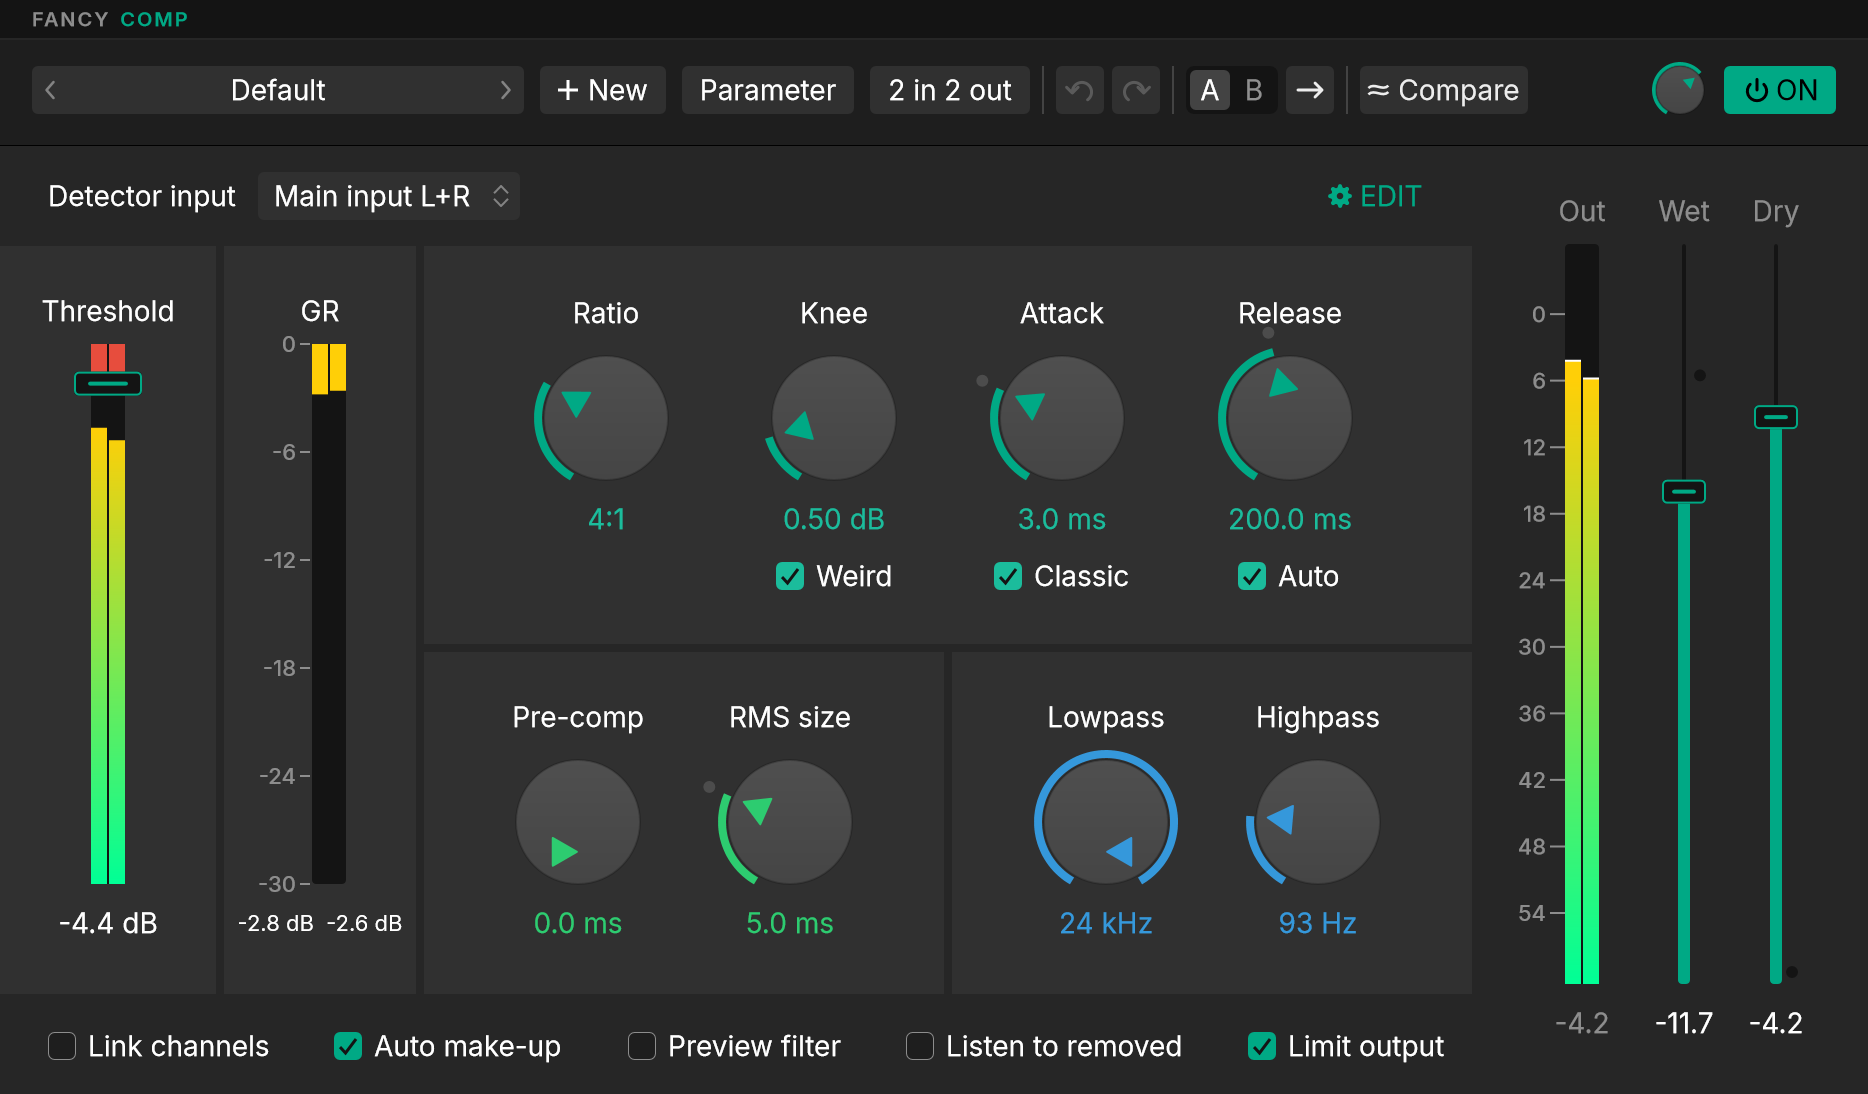 FANCY COMP
Default
+ New
Parameter
2 in 2 out
A B
≈ Compare
ON
Detector input
Main input L+R
EDIT
Out
Wet
Dry
Threshold
-4.4 dB
GR
0
-6
-12
-18
-24
-30
-2.8 dB -2.6 dB
Ratio
Knee
Attack
Release
4:1
0.50 dB
3.0 ms
200.0 ms
Weird
Classic
Auto
Pre-comp
RMS size
0.0 ms
5.0 ms
Lowpass
Highpass
24 kHz
93 Hz
0
6
12
18
24
30
36
42
48
54
-4.2
-11.7
-4.2
Link channels
Auto make-up
Preview filter
Listen to removed
Limit output